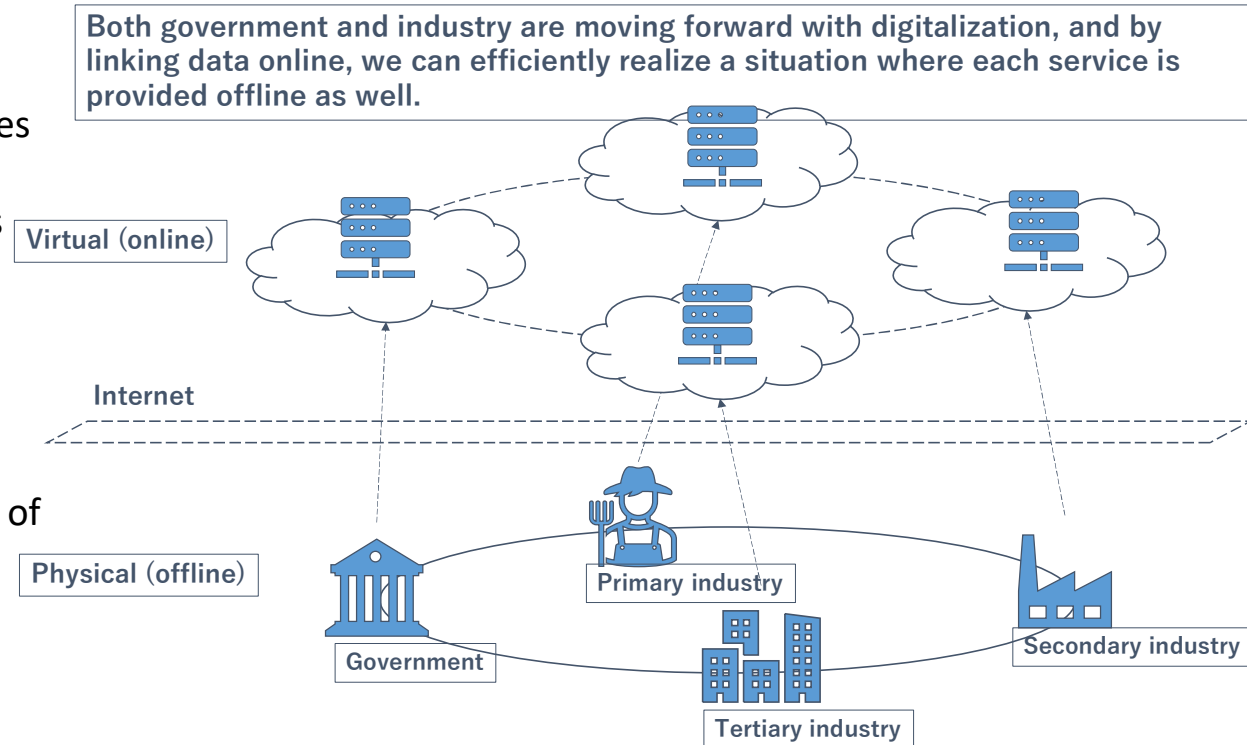 Both government and industry are moving forward with digitalization, and by
linking data online, we can efficiently realize a situation where each service is
provided offline as well.
es
s
Virtual (online)
Internet
of
Physical (offline)
Primary industry
Government
Secondary industry
Tertiary industry